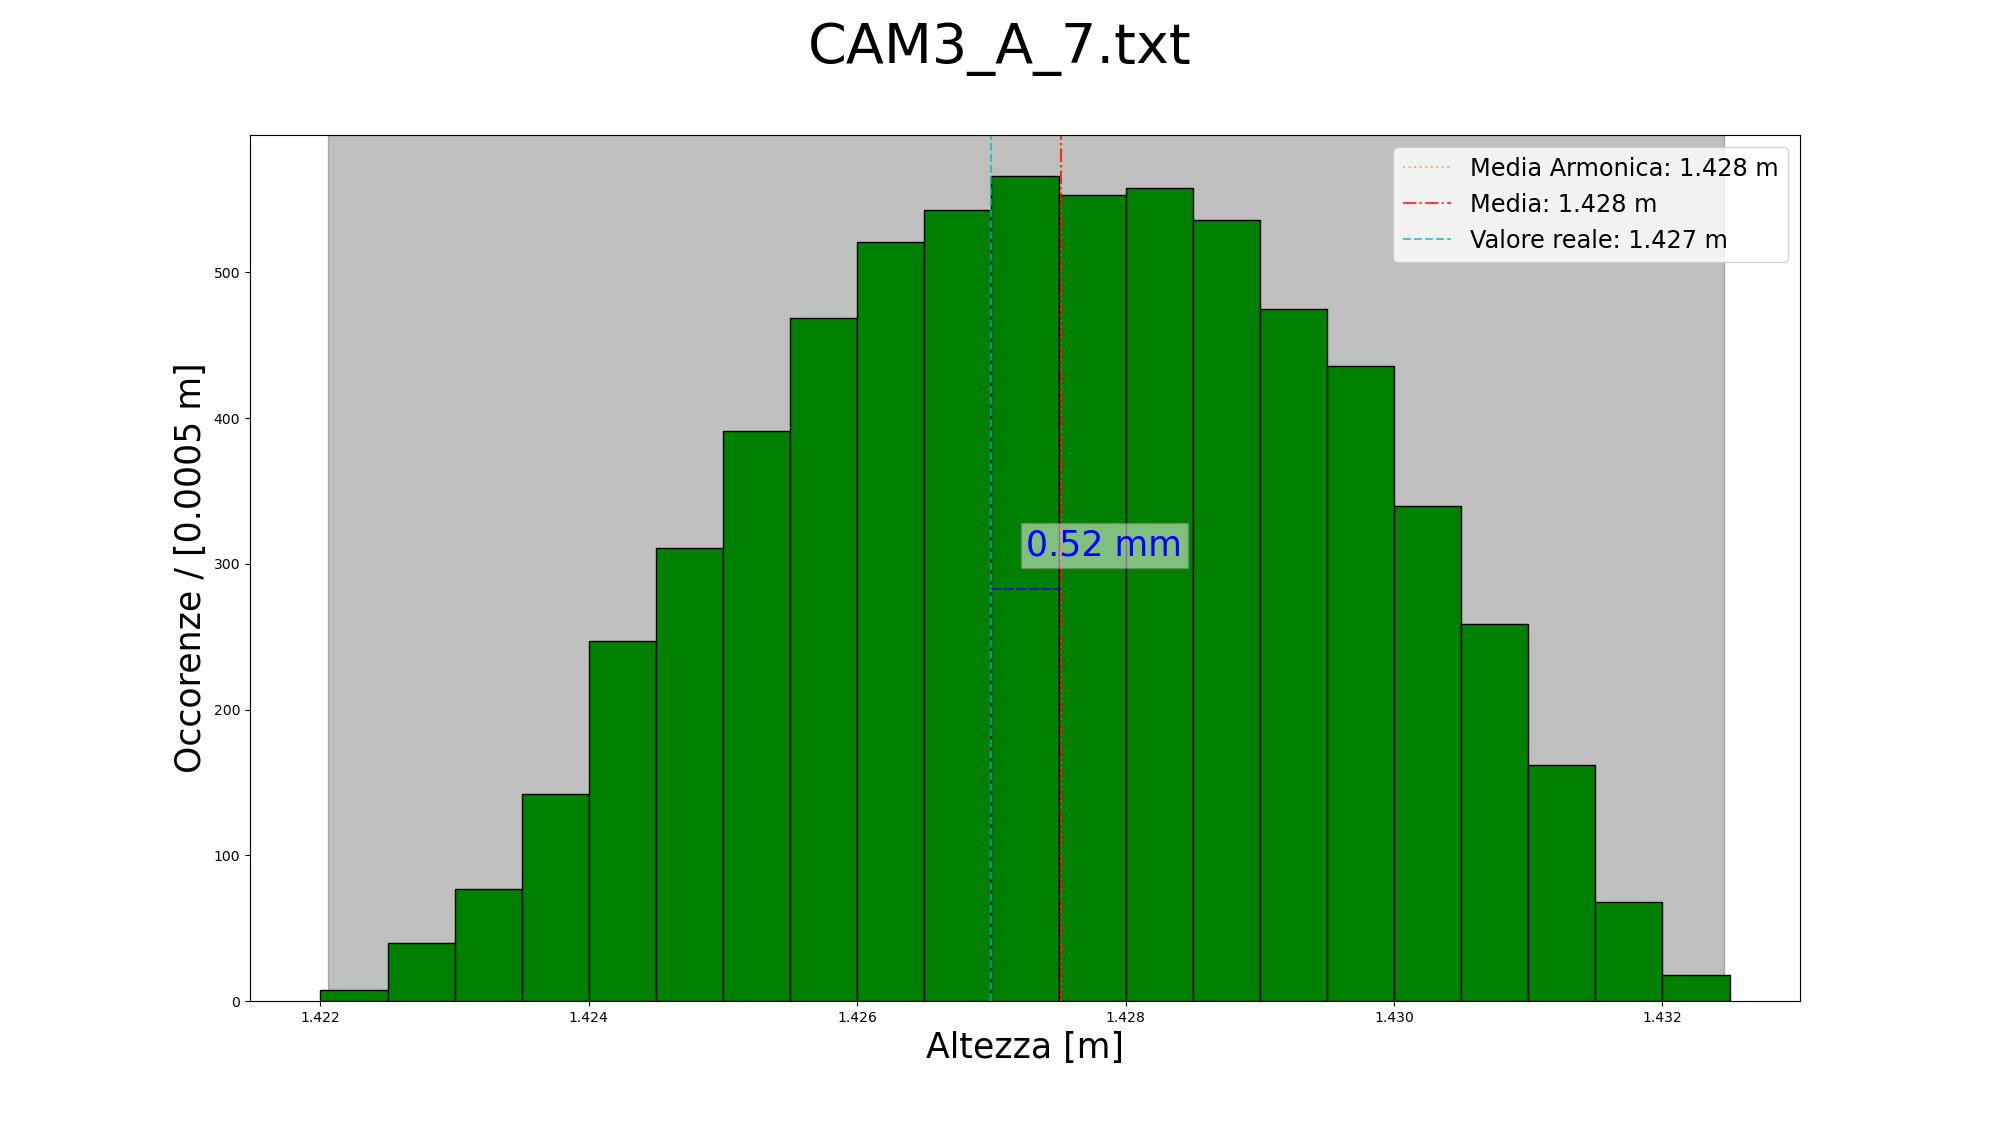 CAM3_A_7.txt
Media Armonica: 1.428 m
Media: 1.428 m
Valore reale: 1.427 m
500
400
300
200
100
0
Occorenze / [0.0005 m]
0.52 mm
1.422 1.424 1.426 1.428 1.430 1.432
Altezza [m]